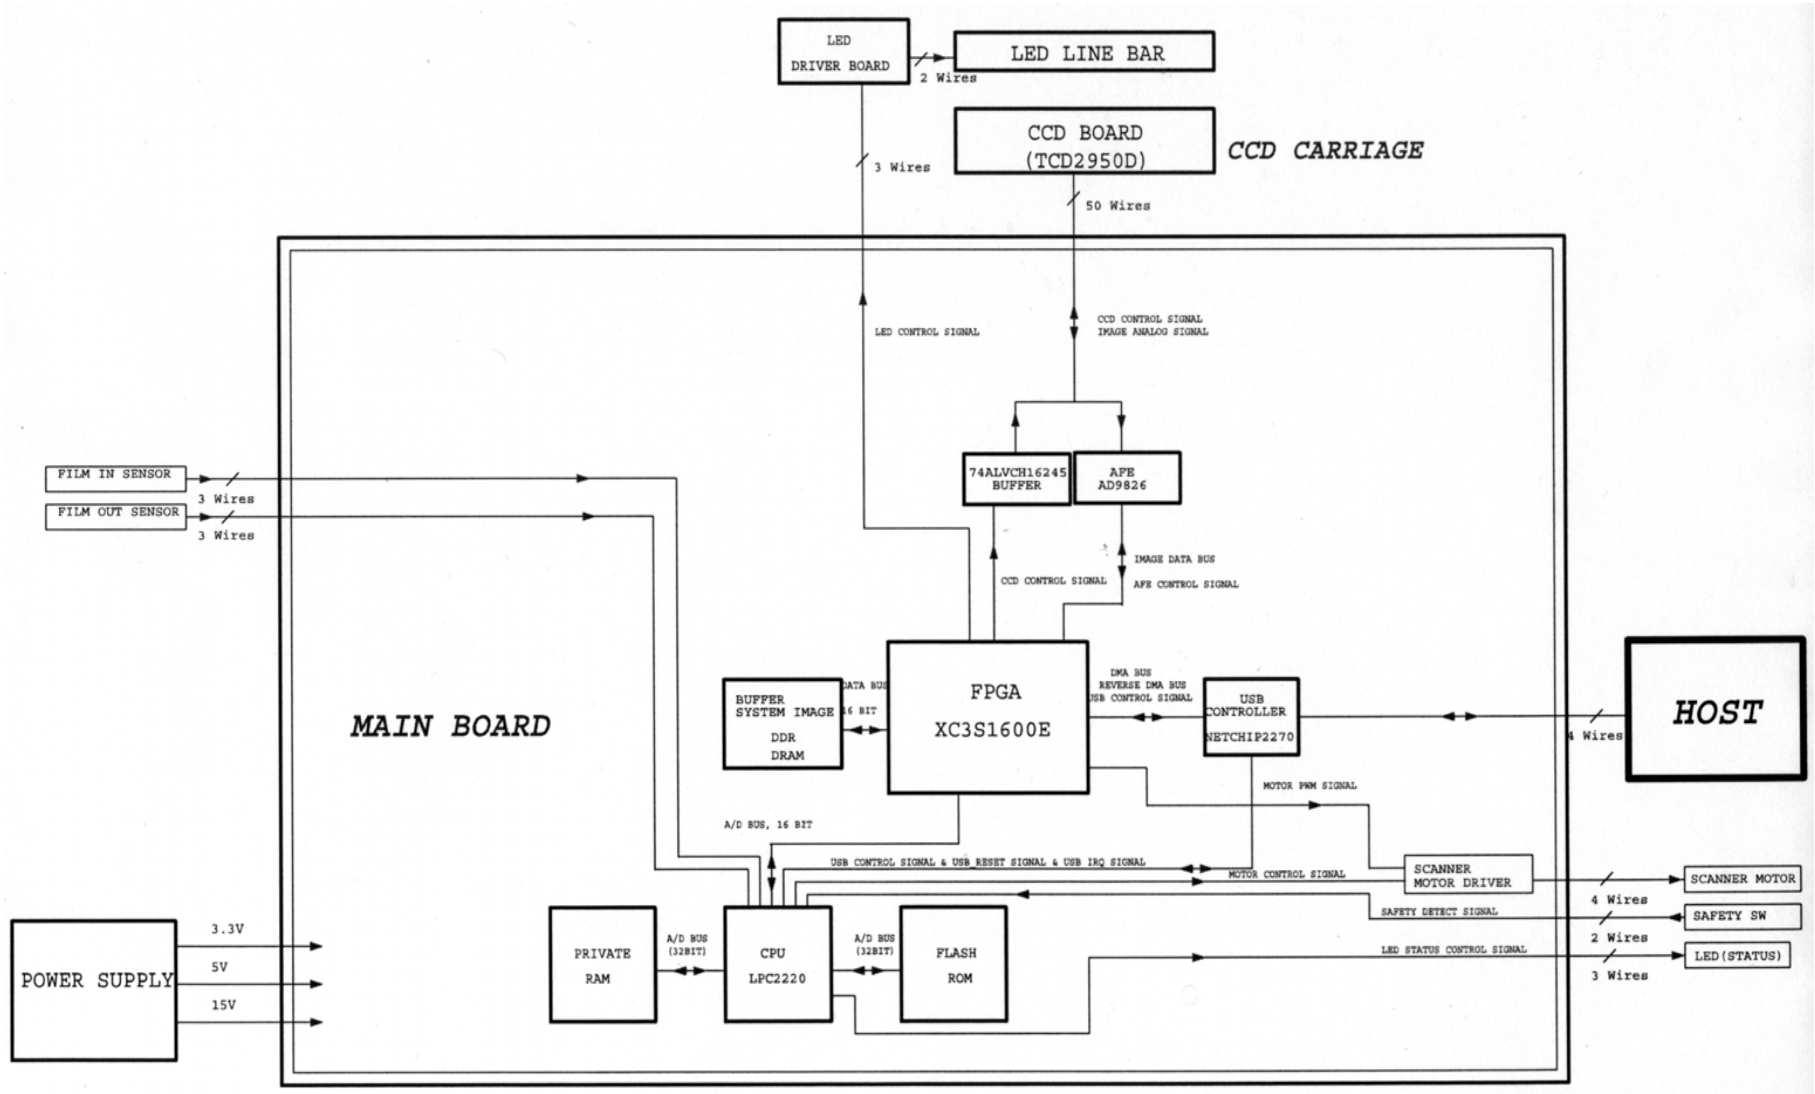 LED
DRIVER BOARD
2 Wires
LED LINE BAR
CCD BOARD
(TCD2950D)
CCD CARRIAGE
3 Wires
50 Wires
LED CONTROL SIGNAL
CCD CONTROL SIGNAL
IMAGE ANALOG SIGNAL
FILM IN SENSOR
3 Wires
FILM OUT SENSOR
3 Wires
74ALVCH16245
BUFFER
AFE
AD9826
CCD CONTROL SIGNAL
IMAGE DATA BUS
AFE CONTROL SIGNAL
MAIN BOARD
BUFFER
SYSTEM IMAGE
DDR
DRAM
DATA BUS
16 BIT
FPGA
XC3S1600E
DMA BUS
REVERSE DMA BUS
USB CONTROL SIGNAL
USB
CONTROLLER
NETCHIP2270
4 Wires
HOST
MOTOR PWM SIGNAL
A/D BUS, 16 BIT
USB CONTROL SIGNAL & USB_RESET SIGNAL & USB IRQ SIGNAL
MOTOR CONTROL SIGNAL
SCANNER
MOTOR DRIVER
4 Wires
SCANNER MOTOR
SAFETY DETECT SIGNAL
2 Wires
SAFETY SW
LED STATUS CONTROL SIGNAL
3 Wires
LED(STATUS)
POWER SUPPLY
3.3V
5V
15V
PRIVATE
RAM
A/D BUS
(32BIT)
CPU
LPC2220
A/D BUS
(32BIT)
FLASH
ROM